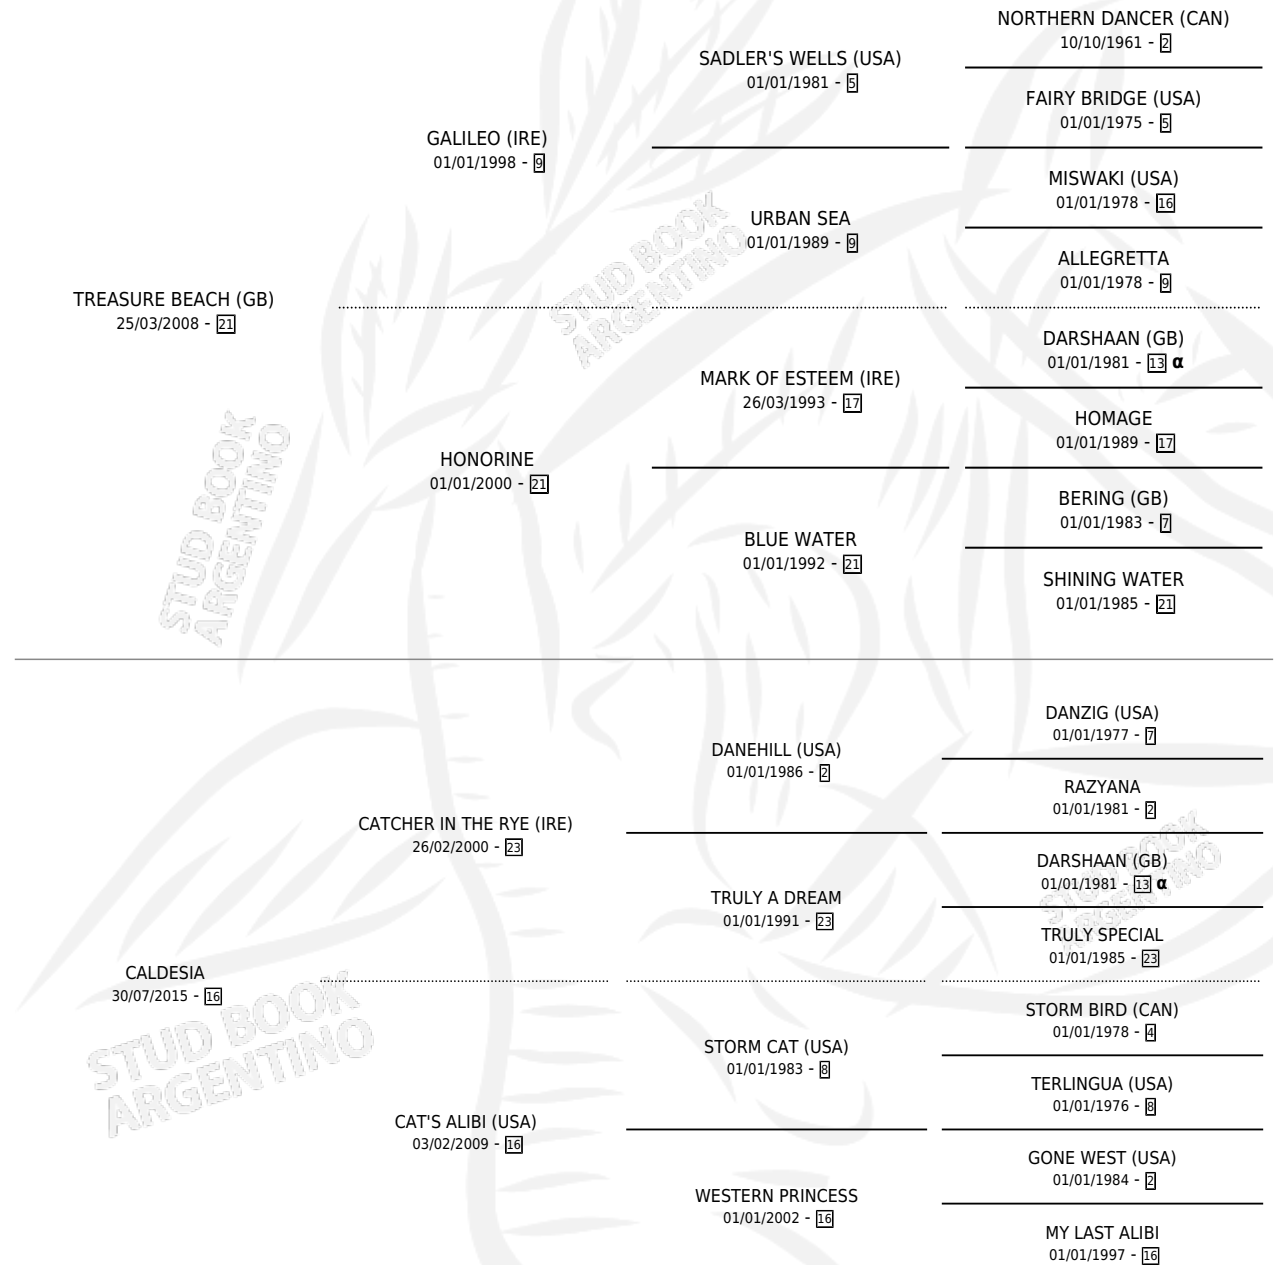 NORTHERN DANCER (CAN)
10/10/1961 - 2
SADLER'S WELLS (USA)
01/01/1981 - 5
FAIRY BRIDGE (USA)
01/01/1975 - 5
GALILEO (IRE)
01/01/1998 - 9
MISWAKI (USA)
01/01/1978 - 16
URBAN SEA
01/01/1989 - 9
ALLEGRETTA
01/01/1978 - 9
TREASURE BEACH (GB)
25/03/2008 - 21
DARSHAAN (GB)
01/01/1981 - 13 α
MARK OF ESTEEM (IRE)
26/03/1993 - 17
HOMAGE
01/01/1989 - 17
HONORINE
01/01/2000 - 21
BERING (GB)
01/01/1983 - 7
BLUE WATER
01/01/1992 - 21
SHINING WATER
01/01/1985 - 21
DANZIG (USA)
01/01/1977 - 7
DANEHILL (USA)
01/01/1986 - 2
RAZYANA
01/01/1981 - 2
CATCHER IN THE RYE (IRE)
26/02/2000 - 23
DARSHAAN (GB)
01/01/1981 - 13 α
TRULY A DREAM
01/01/1991 - 23
TRULY SPECIAL
01/01/1985 - 23
CALDESIA
30/07/2015 - 16
STORM BIRD (CAN)
01/01/1978 - 4
STORM CAT (USA)
01/01/1983 - 8
TERLINGUA (USA)
01/01/1976 - 8
CAT'S ALIBI (USA)
03/02/2009 - 16
GONE WEST (USA)
01/01/1984 - 2
WESTERN PRINCESS
01/01/2002 - 16
MY LAST ALIBI
01/01/1997 - 16
STUD BOOK
ARGENTINO
STUD BOOK
ARGENTINO
STUD BOOK
ARGENTINO
STUD BOOK
ARGENTINO